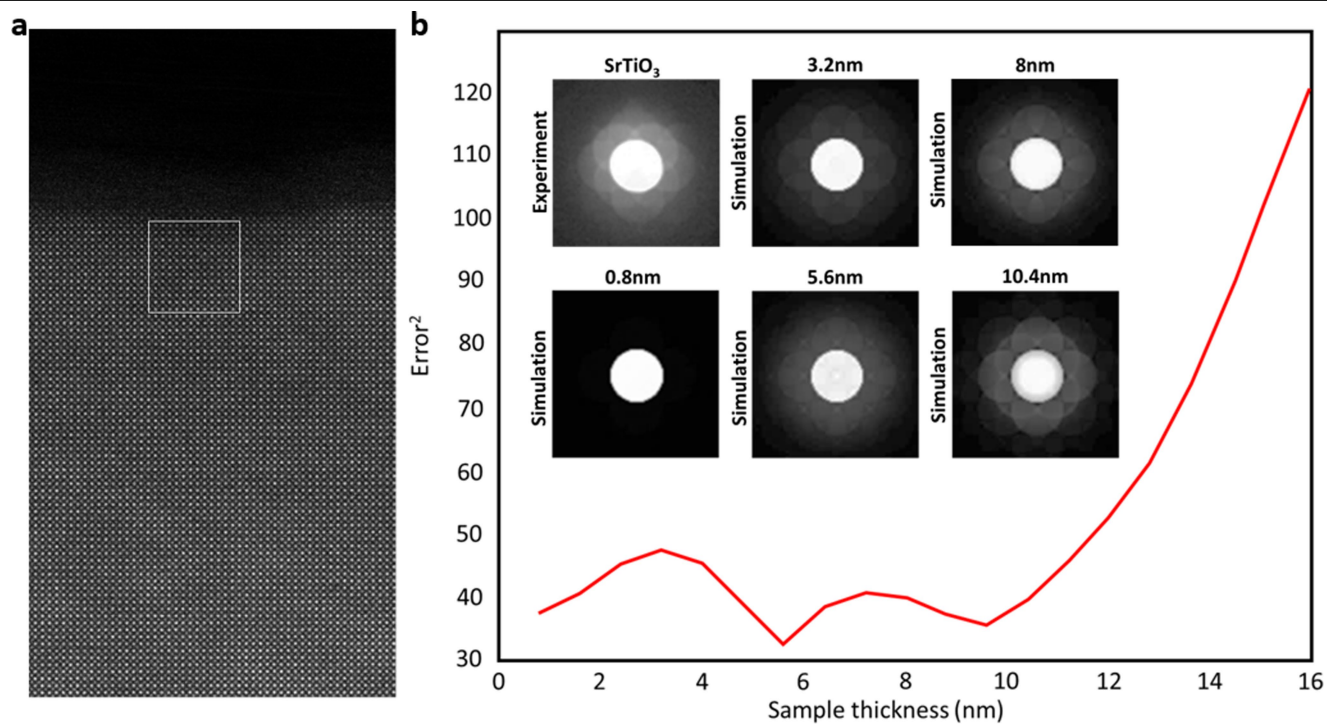 a
b
SrTiO₃
3.2nm
8nm
Experiment
Simulation
Simulation
0.8nm
5.6nm
10.4nm
Simulation
Simulation
Simulation
120
110
100
90
80
70
60
50
40
30
Error²
0 2 4 6 8 10 12 14 16
Sample thickness (nm)